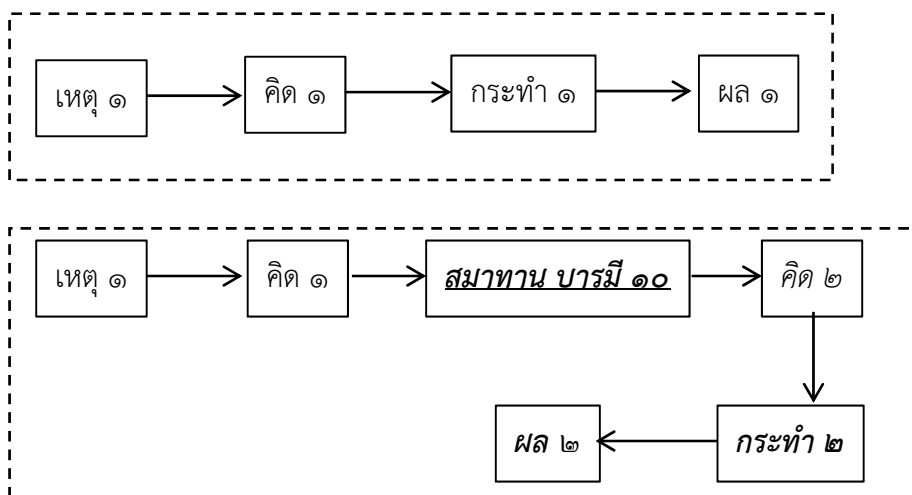 เหตุ ๑ คิด ๑ กระทำ ๑ ผล ๑
เหตุ ๑ คิด ๑ สมาทาน บารมี ๑๐ คิด ๒
ผล ๒ กระทำ ๒